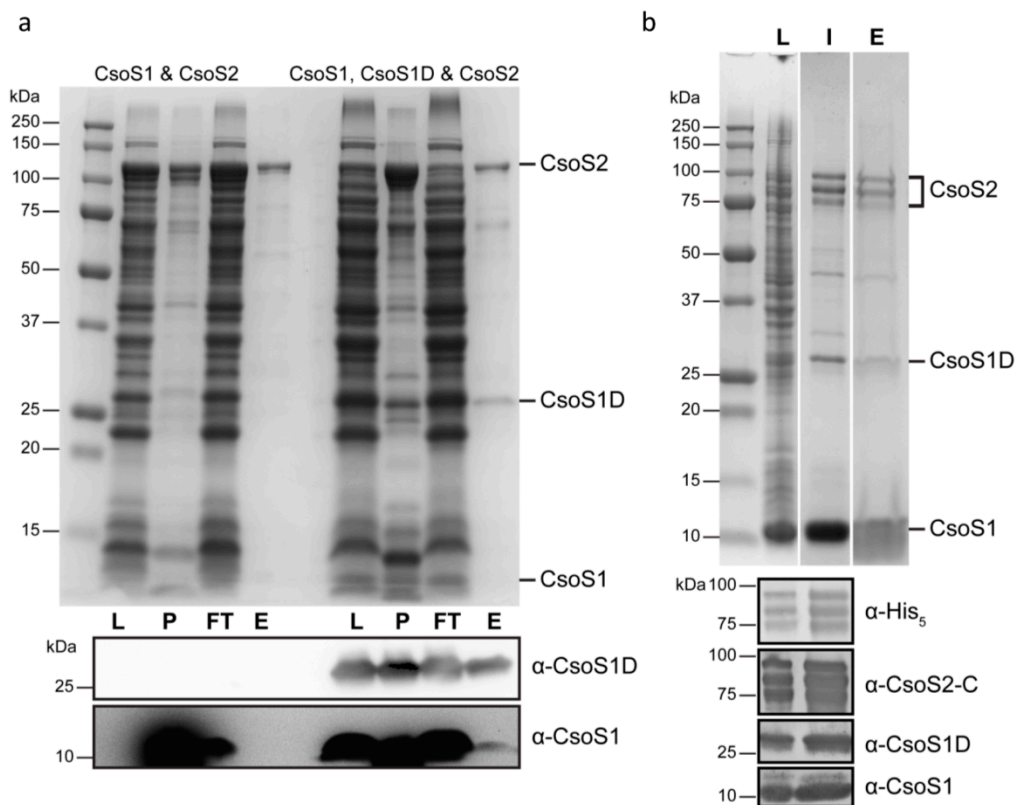 a
CsoS1 & CsoS2
CsoS1, CsoS1D & CsoS2
kDa
250
150
100
75
50
37
25
20
15
CsoS2
CsoS1D
CsoS1
L P FT E L P FT E
kDa
25
α-CsoS1D
10
α-CsoS1
b
L I E
kDa
250
150
100
75
50
37
25
20
15
10
CsoS2
CsoS1D
CsoS1
kDa
100
75
α-His₅
100
75
α-CsoS2-C
25
α-CsoS1D
10
α-CsoS1